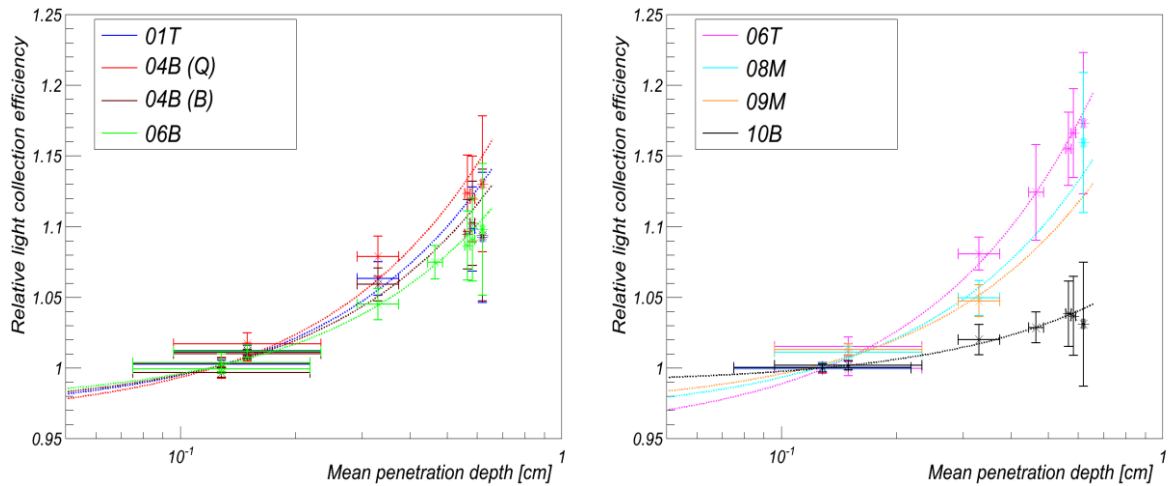 Relative light collection efficiency
1.25
1.2
1.15
1.1
1.05
1
0.95
01T
04B (Q)
04B (B)
06B
10⁻¹
1
Mean penetration depth [cm]
Relative light collection efficiency
1.25
1.2
1.15
1.1
1.05
1
0.95
06T
08M
09M
10B
10⁻¹
1
Mean penetration depth [cm]